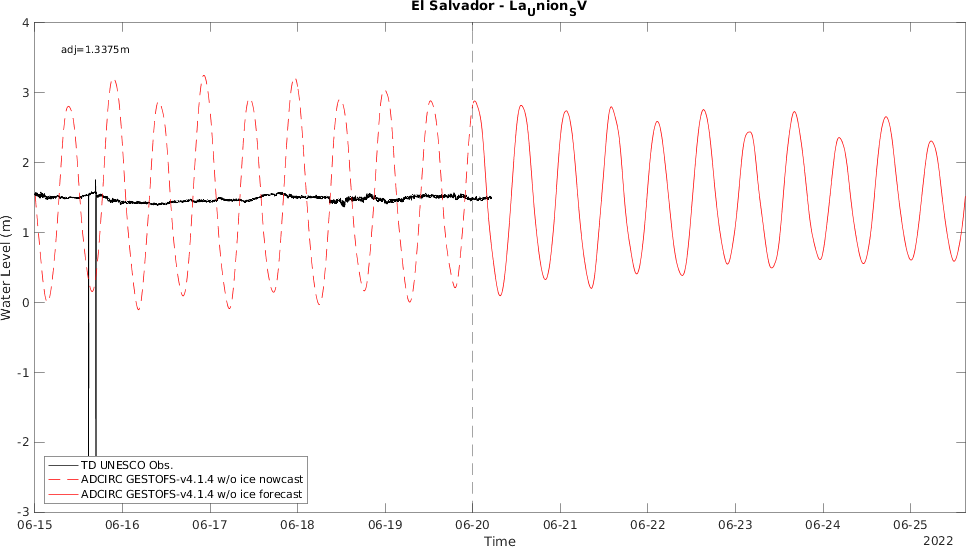 El Salvador - LaUnionSV
4
adj=1.3375m
3
2
1
0
-1
-2
-3
Water Level (m)
TD UNESCO Obs.
ADCIRC GESTOFS-v4.1.4 w/o ice nowcast
ADCIRC GESTOFS-v4.1.4 w/o ice forecast
06-15 06-16 06-17 06-18 06-19 06-20 06-21 06-22 06-23 06-24 06-25
Time
2022